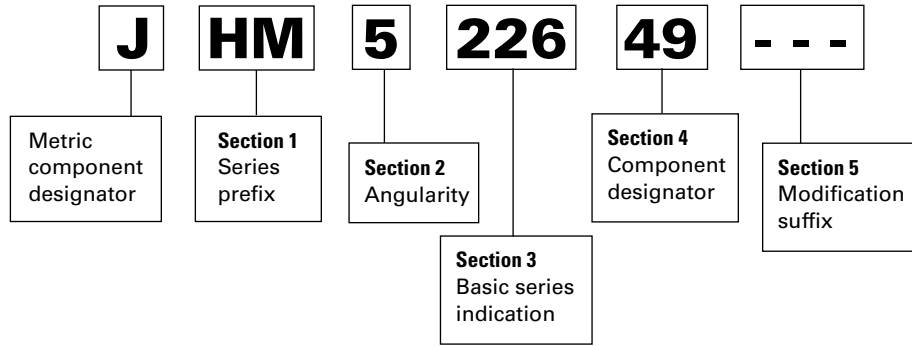 J HM 5 226 49 - - -
Metric
component
designator
Section 1
Series
prefix
Section 2
Angularity
Section 3
Basic series
indication
Section 4
Component
designator
Section 5
Modification
suffix